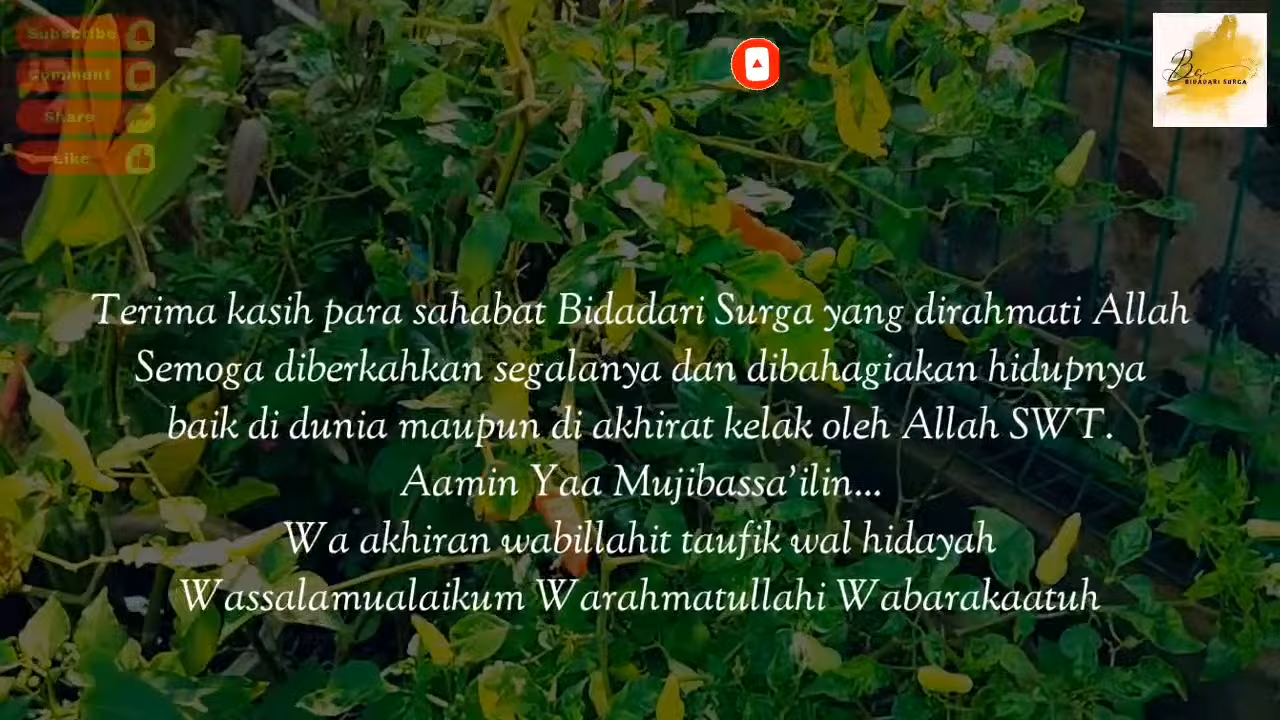 Subscribe
Comment
Share
Like
Bs
BIDADARI SURGA
Terima kasih para sahabat Bidadari Surga yang dirahmati Allah
Semoga diberkahkan segalanya dan dibahagiakan hidupnya
baik di dunia maupun di akhirat kelak oleh Allah SWT.
Aamin Yaa Mujibassa'ilin...
Wa akhiran wabillahit taufik wal hidayah
Wassalamualaikum Warahmatullahi Wabarakaatuh